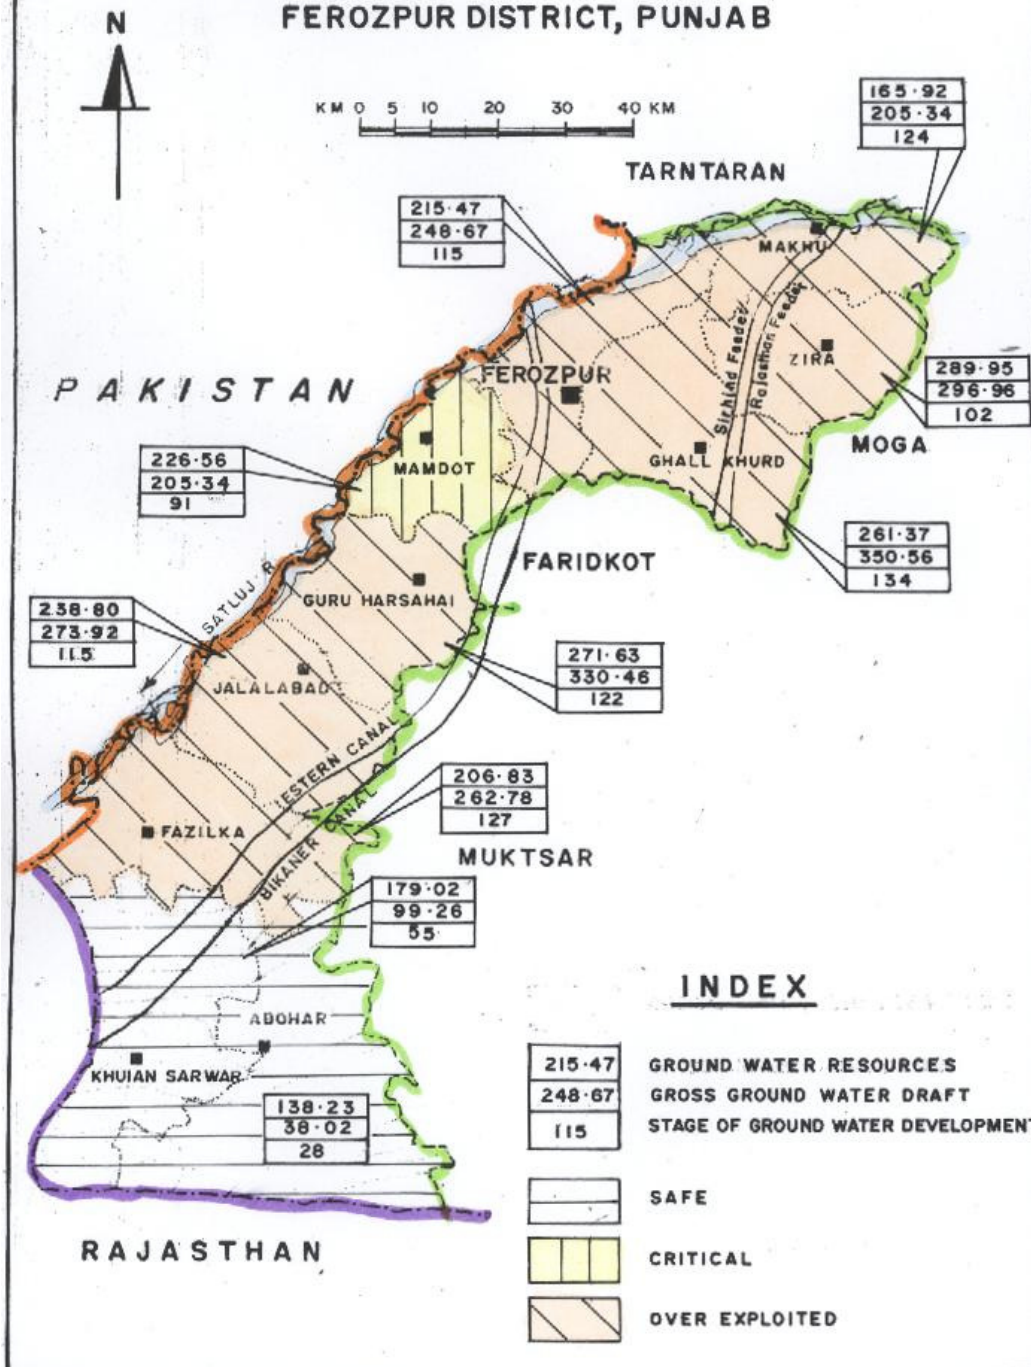 FEROZPUR DISTRICT, PUNJAB
N
KM 0 5 10 20 30 40 KM
165.92
205.34
124
TARNTARAN
215.47
248.67
115
MAKHU
Sirhind Feeder
Rajasthan Feeder
ZIRA
PAKISTAN
FEROZPUR
289.95
296.96
102
MOGA
226.56
205.34
91
MAMDOT
GHALL KHURD
261.37
350.56
134
FARIDKOT
SATLUJ R.
GURU HARSAHAI
238.80
273.92
115
JALALABAD
271.63
330.46
122
ESTERN CANAL
BIKANER CANAL
206.83
262.78
127
FAZILKA
MUKTSAR
179.02
99.26
55
ABOHAR
KHUIAN SARWAR
138.23
38.02
28
RAJASTHAN
INDEX
215.47 GROUND WATER RESOURCES
248.67 GROSS GROUND WATER DRAFT
115 STAGE OF GROUND WATER DEVELOPMENT
SAFE
CRITICAL
OVER EXPLOITED